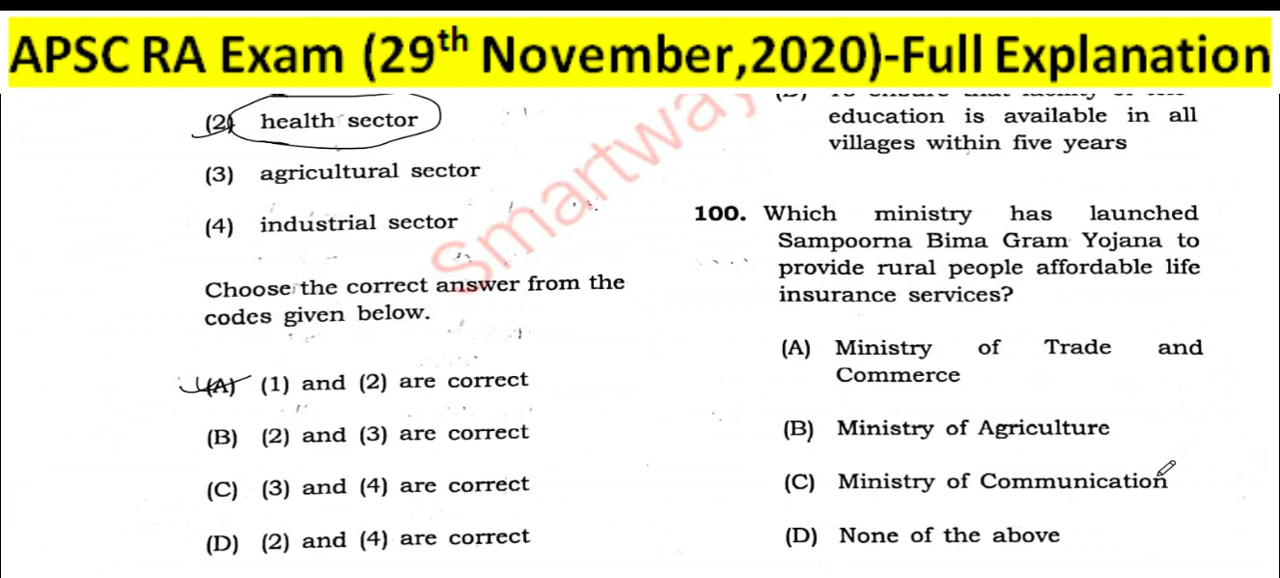 APSC RA Exam (29th November,2020)-Full Explanation
(2) health sector
(3) agricultural sector
(4) industrial sector
Choose the correct answer from the
codes given below.
(A) (1) and (2) are correct
(B) (2) and (3) are correct
(C) (3) and (4) are correct
(D) (2) and (4) are correct
education is available in all
villages within five years
100. Which ministry has launched
Sampoorna Bima Gram Yojana to
provide rural people affordable life
insurance services?
(A) Ministry of Trade and
Commerce
(B) Ministry of Agriculture
(C) Ministry of Communication
(D) None of the above